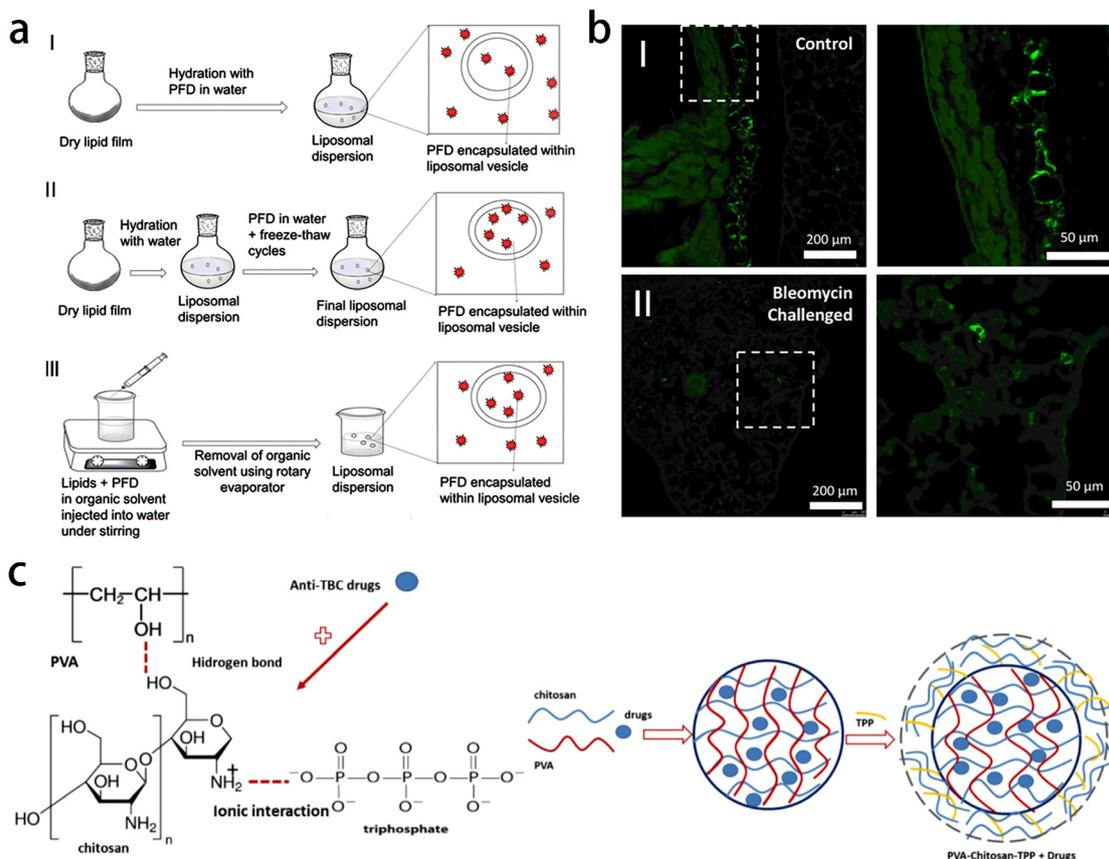 a
I
Hydration with
PFD in water
Dry lipid film
Liposomal
dispersion
PFD encapsulated within
liposomal vesicle
II
Hydration
with water
PFD in water
+ freeze-thaw
cycles
Dry lipid film
Liposomal
dispersion
Final liposomal
dispersion
PFD encapsulated within
liposomal vesicle
III
Lipids + PFD
in organic solvent
injected into water
under stirring
Removal of organic
solvent using rotary
evaporator
Liposomal
dispersion
PFD encapsulated
within liposomal vesicle
b
I
Control
200 µm
50 µm
II
Bleomycin
Challenged
200 µm
50 µm
c
CH2 CH
OH
n
PVA
Hidrogen bond
Anti-TBC drugs
HO
O
OH
O
HO
O
OH
HO
NH2
n
chitosan
+
NH2
Ionic interaction
O O O
−O P O P O P O−
O− O− O−
triphosphate
chitosan
drugs
PVA
TPP
PVA-Chitosan-TPP + Drugs